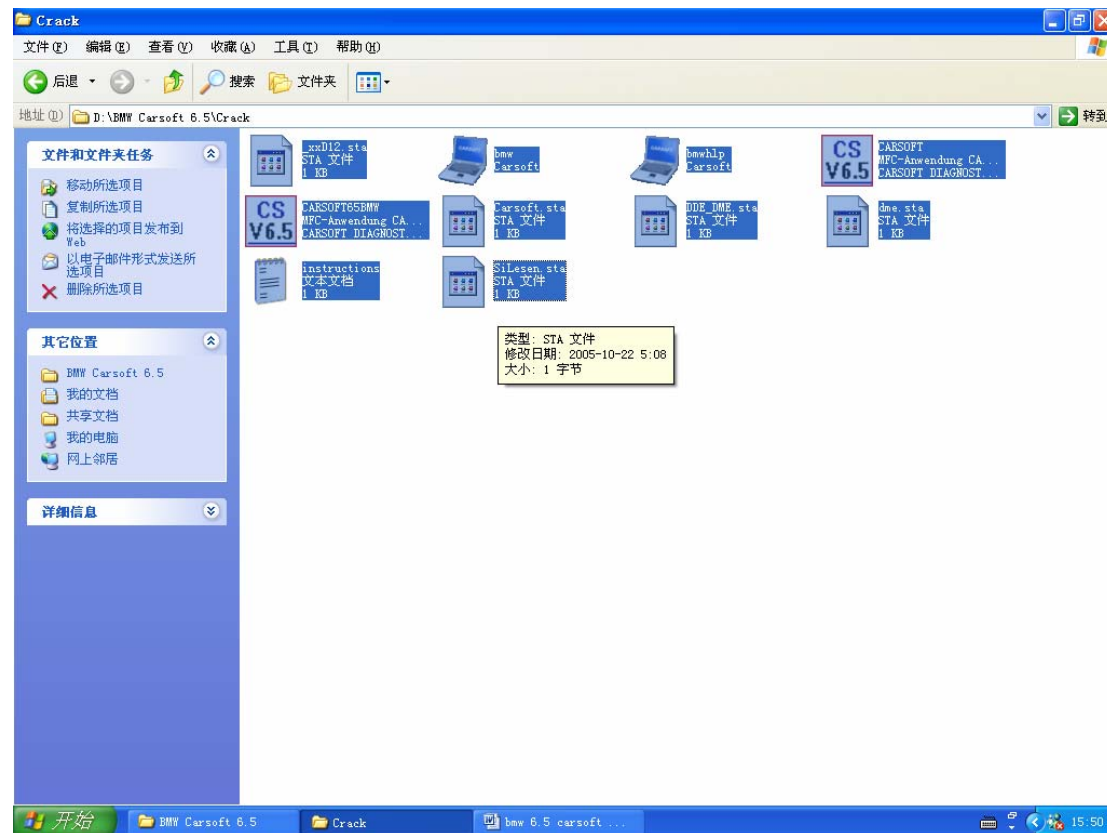 Crack
文件(F) 编辑(E) 查看(V) 收藏(A) 工具(T) 帮助(H)
后退 搜索 文件夹
地址(D) D:\BMW Carsoft 6.5\Crack 转到
文件和文件夹任务
移动所选项目
复制所选项目
将选择的项目发布到
Web
以电子邮件形式发送所
选项目
删除所选项目
其它位置
BMW Carsoft 6.5
我的文档
共享文档
我的电脑
网上邻居
详细信息
_xxD12.sta
STA 文件
1 KB
bmw
Carsoft
bmwhlp
Carsoft
CS
V6.5
CARSOFT
MFC-Anwendung CA...
CARSOFT DIAGNOST...
CS
V6.5
CARSOFT65BMW
MFC-Anwendung CA...
CARSOFT DIAGNOST...
Carsoft.sta
STA 文件
1 KB
DDE_DME.sta
STA 文件
1 KB
dme.sta
STA 文件
1 KB
instructions
文本文档
1 KB
SiLesen.sta
STA 文件
1 KB
类型: STA 文件
修改日期: 2005-10-22 5:08
大小: 1 字节
开始 BMW Carsoft 6.5 Crack bmw 6.5 carsoft ... 15:50